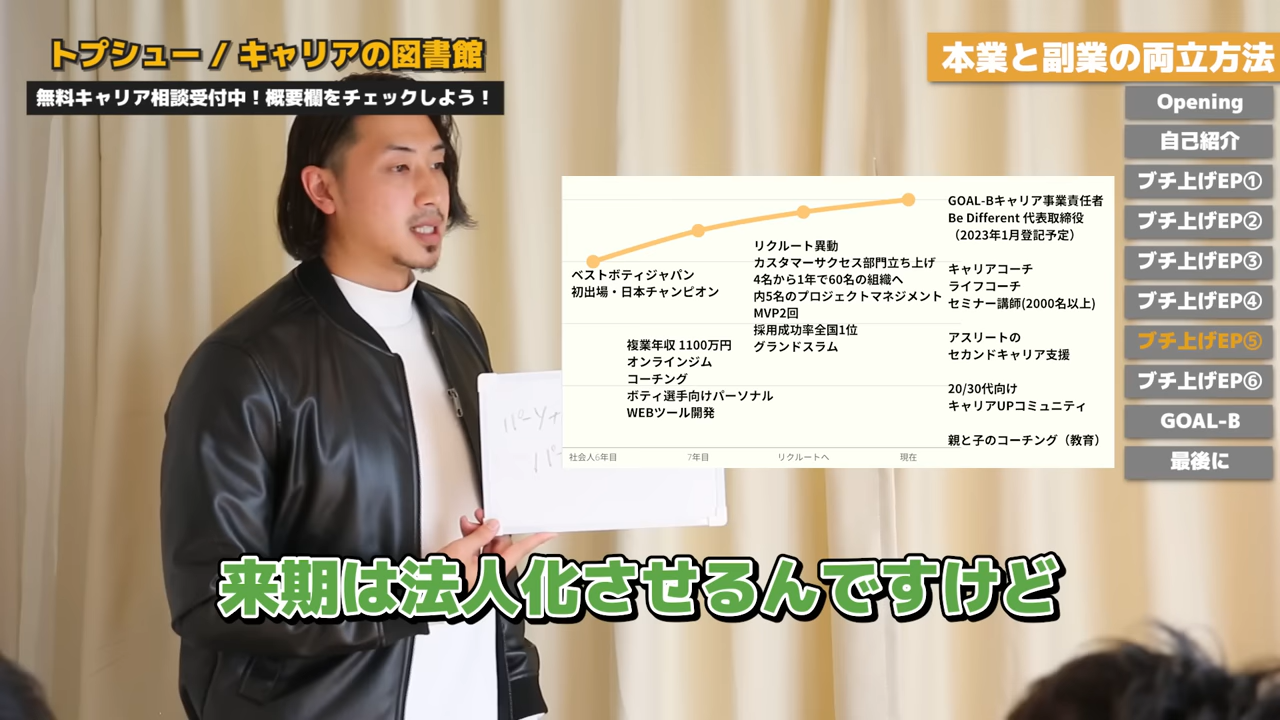 トプシュー / キャリアの図書館
無料キャリア相談受付中！概要欄をチェックしよう！
本業と副業の両立方法
Opening
自己紹介
ブチ上げEP①
ブチ上げEP②
ブチ上げEP③
ブチ上げEP④
ブチ上げEP⑤
ブチ上げEP⑥
GOAL-B
最後に
ベストボティジャパン
初出場・日本チャンピオン
複業年収 1100万円
オンラインジム
コーチング
ボティ選手向けパーソナル
WEBツール開発
リクルート異動
カスタマーサクセス部門立ち上げ
4名から1年で60名の組織へ
内5名のプロジェクトマネジメント
MVP2回
採用成功率全国1位
グランドスラム
GOAL-Bキャリア事業責任者
Be Different 代表取締役
（2023年1月登記予定）
キャリアコーチ
ライフコーチ
セミナー講師(2000名以上)
アスリートの
セカンドキャリア支援
20/30代向け
キャリアUPコミュニティ
親と子のコーチング（教育）
社会人6年目
7年目
リクルートへ
現在
来期は法人化させるんですけど